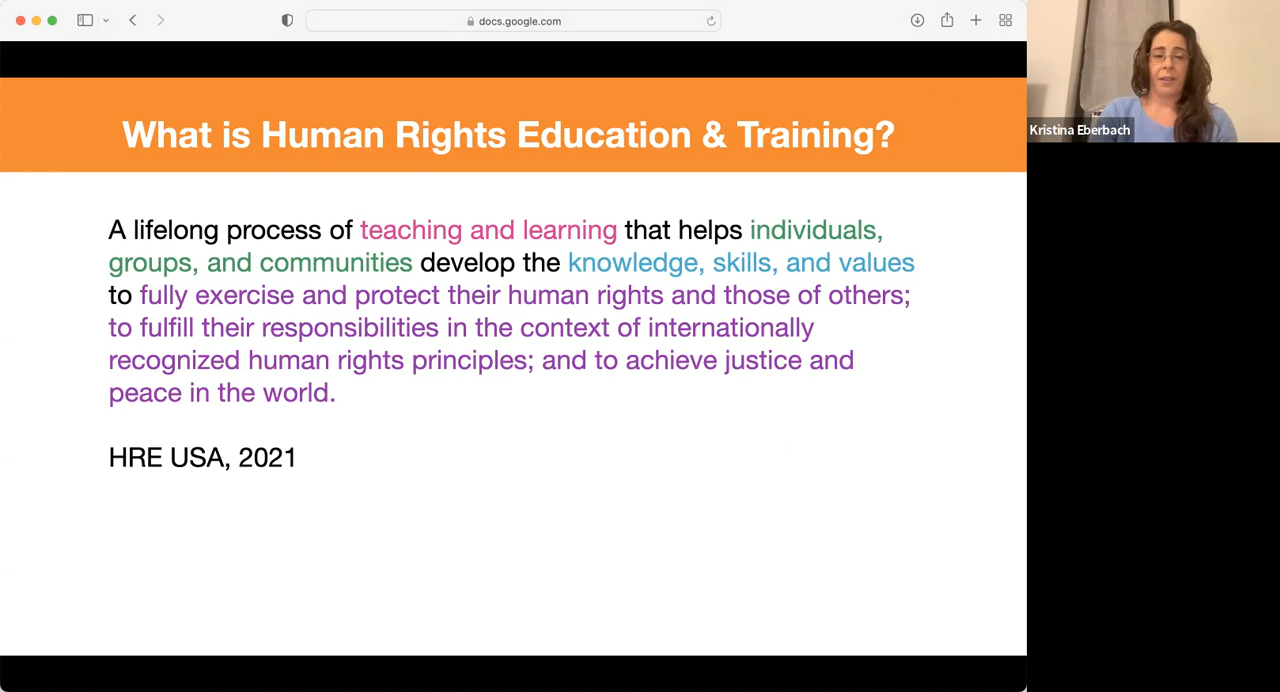 docs.google.com
What is Human Rights Education & Training?
A lifelong process of teaching and learning that helps individuals,
groups, and communities develop the knowledge, skills, and values
to fully exercise and protect their human rights and those of others;
to fulfill their responsibilities in the context of internationally
recognized human rights principles; and to achieve justice and
peace in the world.
HRE USA, 2021
Kristina Eberbach